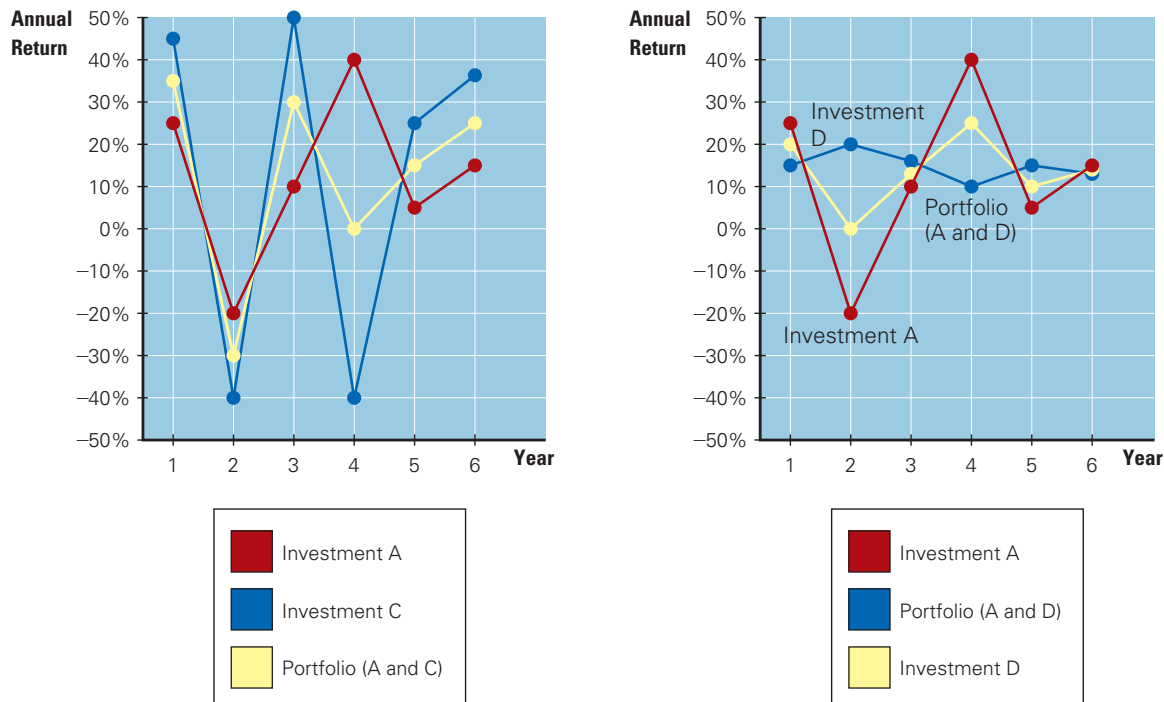 Annual
Return
50%
40%
30%
20%
10%
0%
–10%
–20%
–30%
–40%
–50%
1 2 3 4 5 6 Year
Investment A
Investment C
Portfolio (A and C)
Annual
Return
50%
40%
30%
20%
10%
0%
–10%
–20%
–30%
–40%
–50%
Investment
D
Portfolio
(A and D)
Investment A
1 2 3 4 5 6 Year
Investment A
Portfolio (A and D)
Investment D